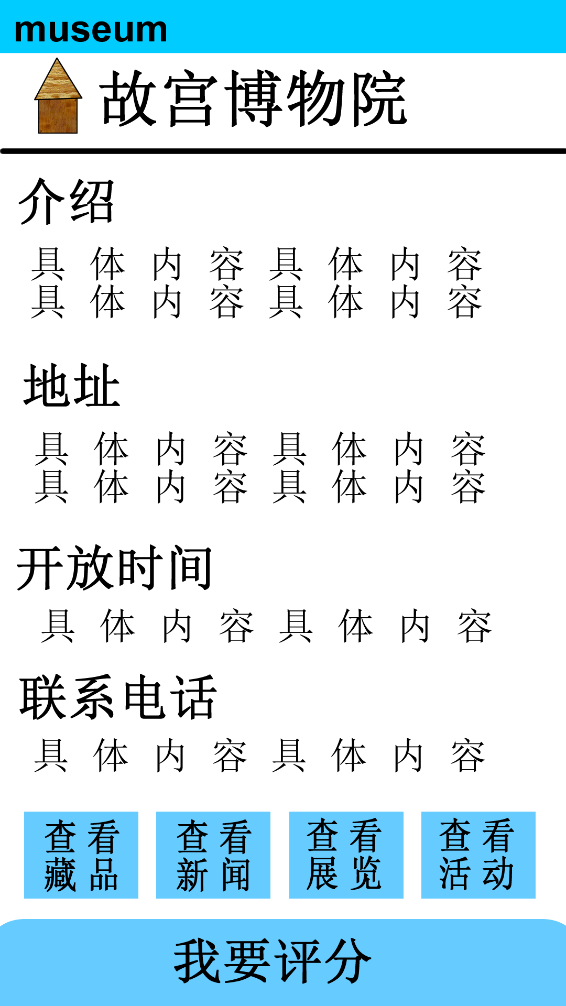 museum
故宫博物院
介绍
具体内容具体内容
具体内容具体内容
地址
具体内容具体内容
具体内容具体内容
开放时间
具体内容具体内容
联系电话
具体内容具体内容
查看
藏品
查看
新闻
查看
展览
查看
活动
我要评分